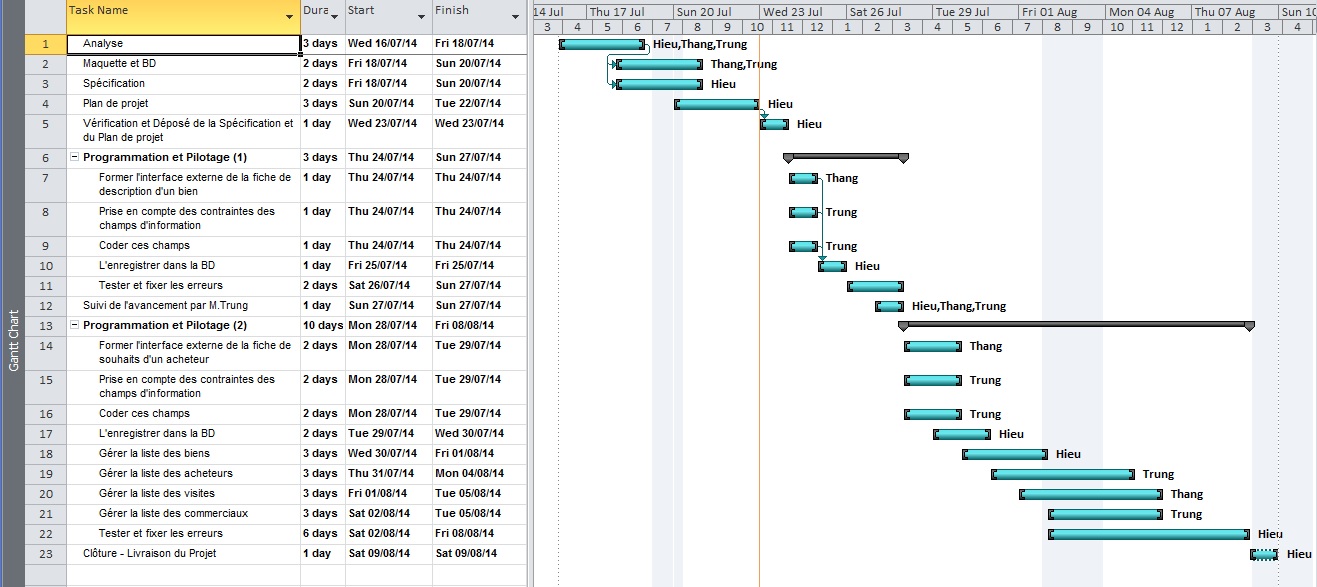 Task Name Dura Start Finish
14 Jul Thu 17 Jul Sun 20 Jul Wed 23 Jul Sat 26 Jul Tue 29 Jul Fri 01 Aug Mon 04 Aug Thu 07 Aug Sun 10
3 4 5 6 7 8 9 10 11 12 1 2 3 4 5 6 7 8 9 10 11 12 1 2 3 4
1 Analyse 3 days Wed 16/07/14 Fri 18/07/14 Hieu,Thang,Trung
2 Maquette et BD 2 days Fri 18/07/14 Sun 20/07/14 Thang,Trung
3 Spécification 2 days Fri 18/07/14 Sun 20/07/14 Hieu
4 Plan de projet 3 days Sun 20/07/14 Tue 22/07/14 Hieu
5 Vérification et Déposé de la Spécification et 1 day Wed 23/07/14 Wed 23/07/14 Hieu
du Plan de projet
6 Programmation et Pilotage (1) 3 days Thu 24/07/14 Sun 27/07/14
7 Former l'interface externe de la fiche de 1 day Thu 24/07/14 Thu 24/07/14 Thang
description d'un bien
8 Prise en compte des contraintes des 1 day Thu 24/07/14 Thu 24/07/14 Trung
champs d'information
9 Coder ces champs 1 day Thu 24/07/14 Thu 24/07/14 Trung
10 L'enregistrer dans la BD 1 day Fri 25/07/14 Fri 25/07/14 Hieu
11 Tester et fixer les erreurs 2 days Sat 26/07/14 Sun 27/07/14
12 Suivi de l'avancement par M.Trung 1 day Sun 27/07/14 Sun 27/07/14 Hieu,Thang,Trung
13 Programmation et Pilotage (2) 10 days Mon 28/07/14 Fri 08/08/14
14 Former l'interface externe de la fiche de 2 days Mon 28/07/14 Tue 29/07/14 Thang
souhaits d'un acheteur
15 Prise en compte des contraintes des 2 days Mon 28/07/14 Tue 29/07/14 Trung
champs d'information
16 Coder ces champs 2 days Mon 28/07/14 Tue 29/07/14 Trung
17 L'enregistrer dans la BD 2 days Tue 29/07/14 Wed 30/07/14 Hieu
18 Gérer la liste des biens 3 days Wed 30/07/14 Fri 01/08/14 Hieu
19 Gérer la liste des acheteurs 3 days Thu 31/07/14 Mon 04/08/14 Trung
20 Gérer la liste des visites 3 days Fri 01/08/14 Tue 05/08/14 Thang
21 Gérer la liste des commerciaux 3 days Sat 02/08/14 Tue 05/08/14 Trung
22 Tester et fixer les erreurs 6 days Sat 02/08/14 Fri 08/08/14 Hieu
23 Clôture - Livraison du Projet 1 day Sat 09/08/14 Sat 09/08/14 Hieu
Gantt Chart